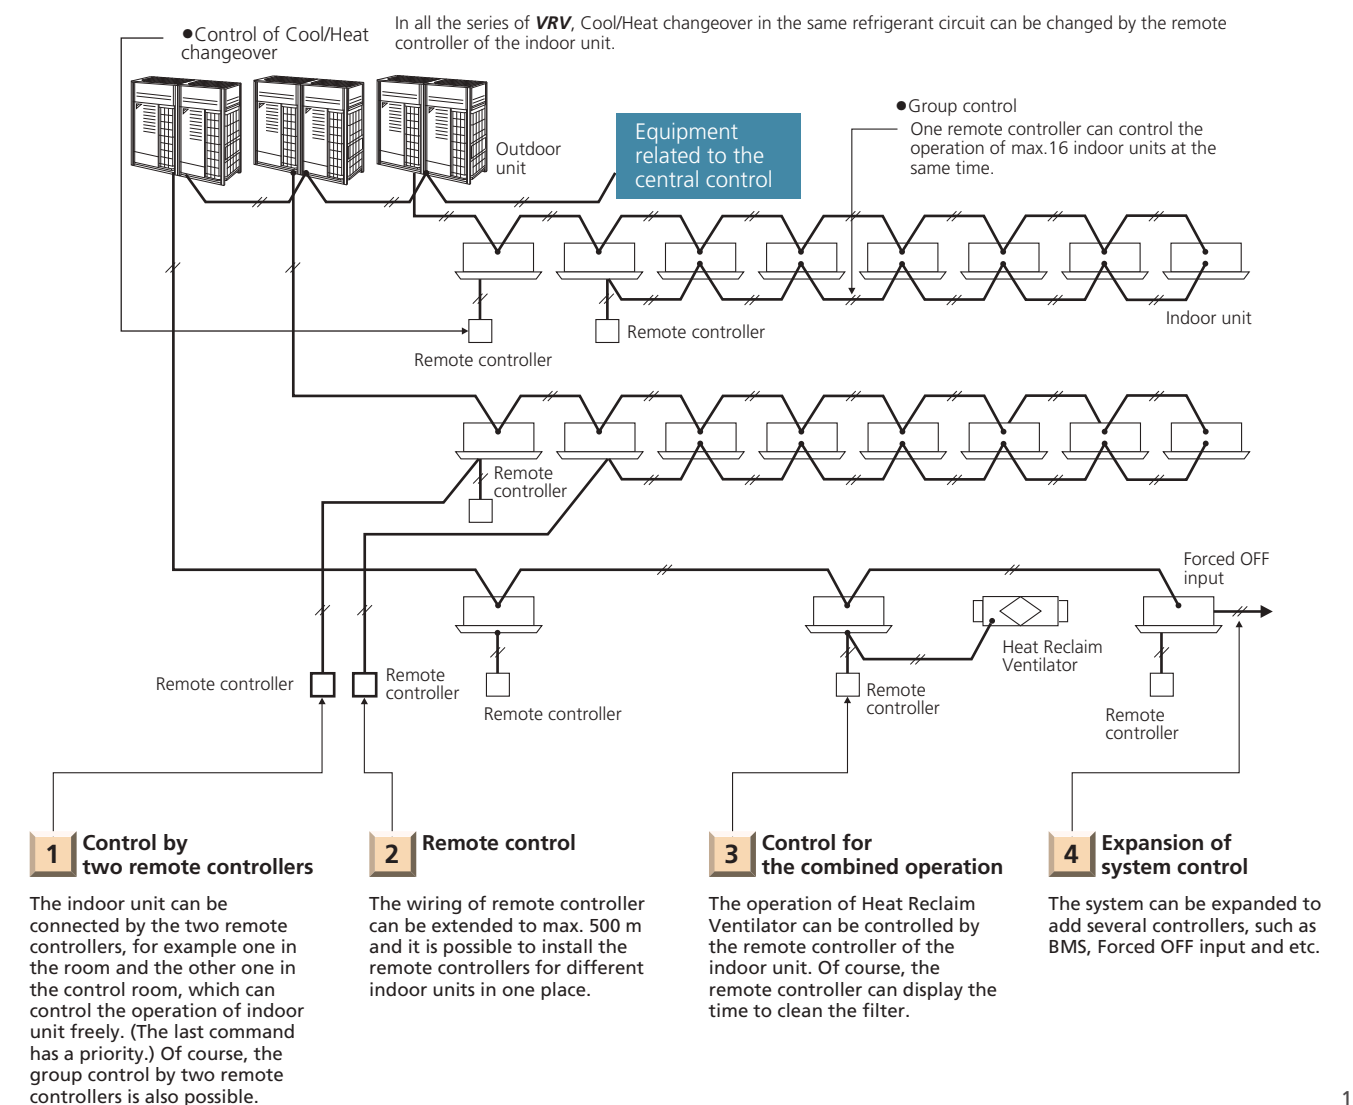 ●Control of Cool/Heat
changeover
In all the series of VRV, Cool/Heat changeover in the same refrigerant circuit can be changed by the remote
controller of the indoor unit.
●Group control
One remote controller can control the
operation of max.16 indoor units at the
same time.
Equipment
related to the
central control
Outdoor
unit
Indoor unit
Remote controller
Remote controller
Remote
controller
Forced OFF
input
Heat Reclaim
Ventilator
Remote controller
Remote
controller
Remote controller
Remote
controller
Remote
controller
1
Control by
two remote controllers
The indoor unit can be
connected by the two remote
controllers, for example one in
the room and the other one in
the control room, which can
control the operation of indoor
unit freely. (The last command
has a priority.) Of course, the
group control by two remote
controllers is also possible.
2
Remote control
The wiring of remote controller
can be extended to max. 500 m
and it is possible to install the
remote controllers for different
indoor units in one place.
3
Control for
the combined operation
The operation of Heat Reclaim
Ventilator can be controlled by
the remote controller of the
indoor unit. Of course, the
remote controller can display the
time to clean the filter.
4
Expansion of
system control
The system can be expanded to
add several controllers, such as
BMS, Forced OFF input and etc.
1